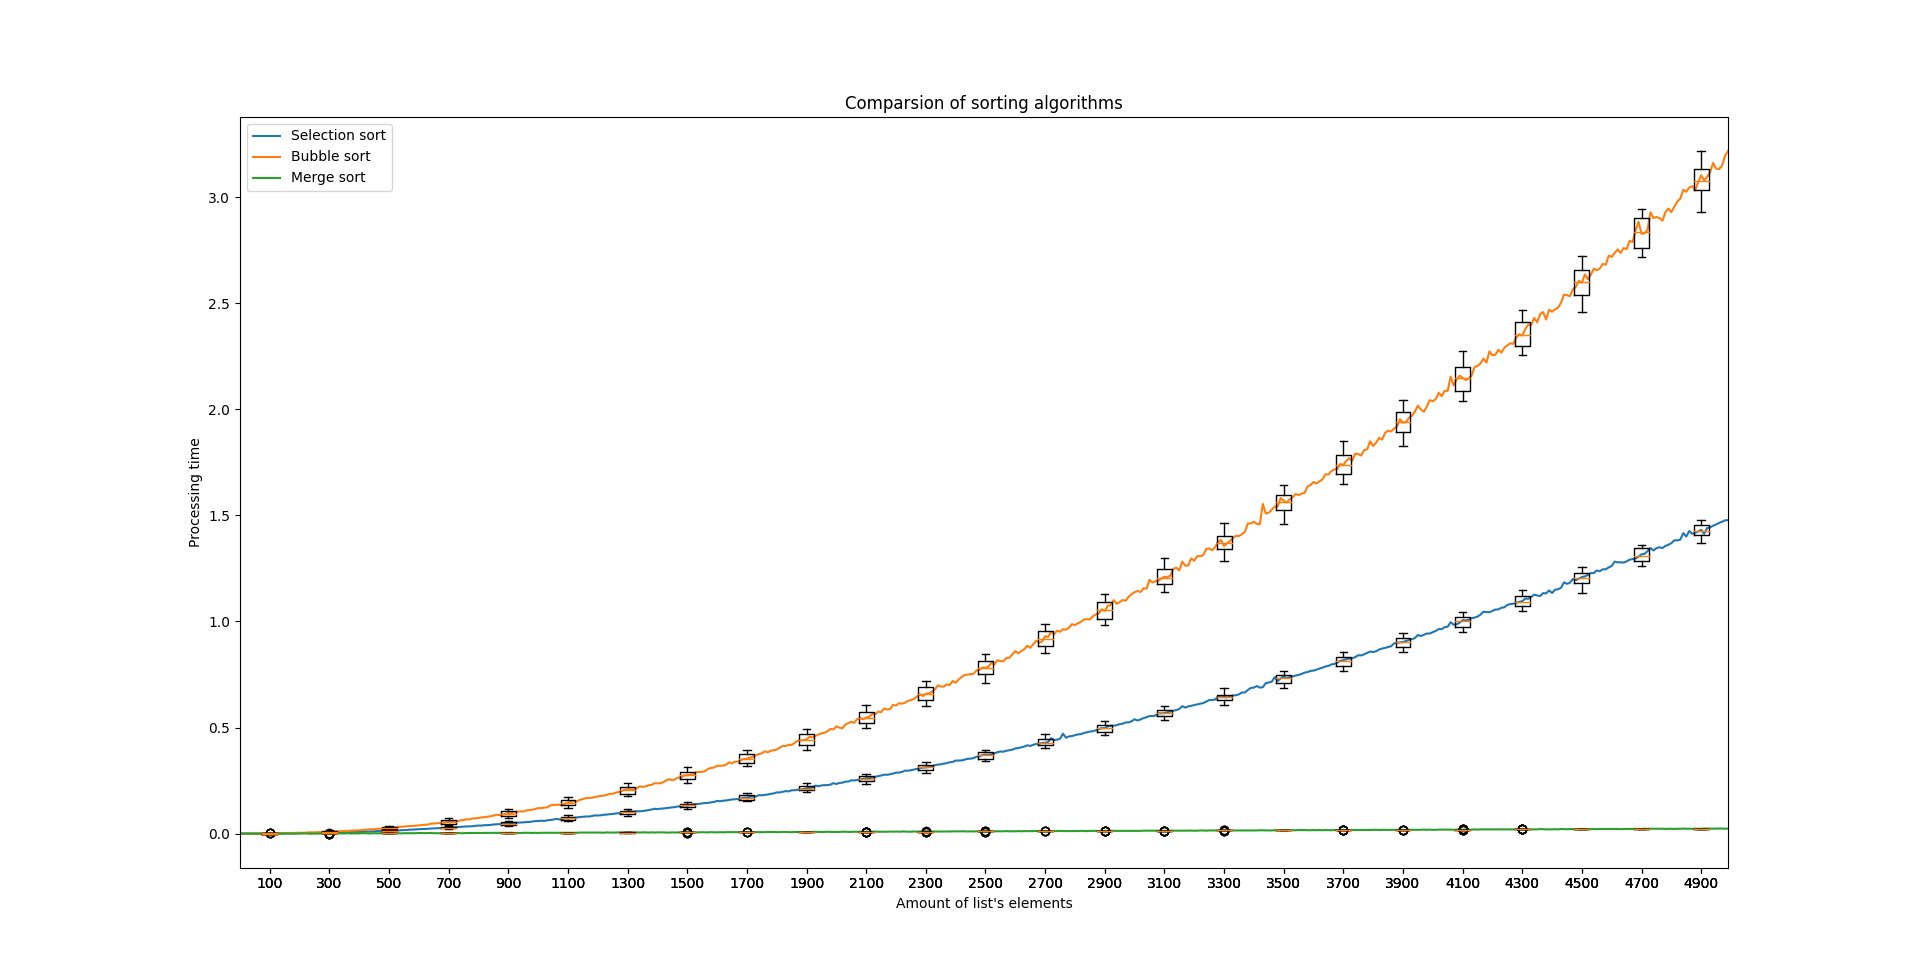 Comparsion of sorting algorithms
Selection sort
Bubble sort
Merge sort
3.0
2.5
2.0
1.5
1.0
0.5
0.0
Processing time
100 300 500 700 900 1100 1300 1500 1700 1900 2100 2300 2500 2700 2900 3100 3300 3500 3700 3900 4100 4300 4500 4700 4900
Amount of list's elements